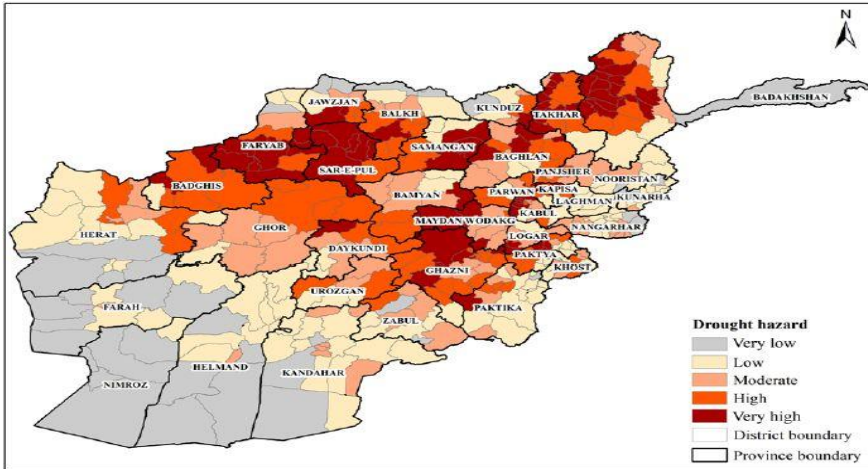 N
BADAKHSHAN
JAWZJAN
KUNDUZ
BALKH
TAKHAR
FARYAB
SAMANGAN
BAGHLAN
SAR-E-PUL
PANJSHER
NOORISTAN
BADGHIS
BAMYAN
PARWAN
KAPISA
KUNARHA
LAGHMAN
MAYDAN WODAKG
KABUL
NANGARHAR
HERAT
GHOR
LOGAR
DAYKUNDI
PAKTYA
GHAZNI
KHOST
UROZGAN
FARAH
ZABUL
PAKTIKA
HELMAND
KANDAHAR
NIMROZ
Drought hazard
Very low
Low
Moderate
High
Very high
District boundary
Province boundary